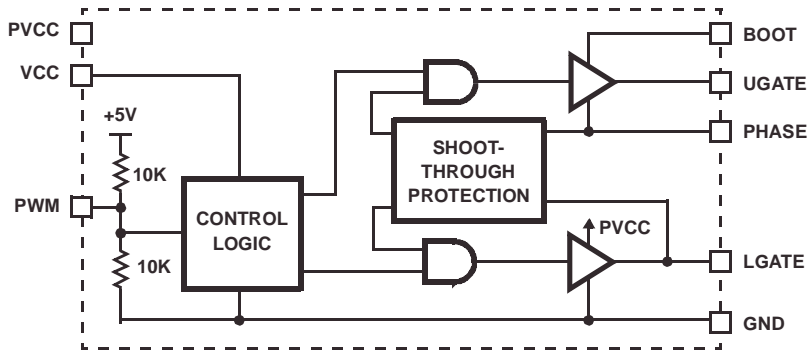 PVCC
BOOT
VCC
UGATE
+5V
PHASE
10K
SHOOT-
THROUGH
PROTECTION
PWM
CONTROL
LOGIC
PVCC
10K
LGATE
GND